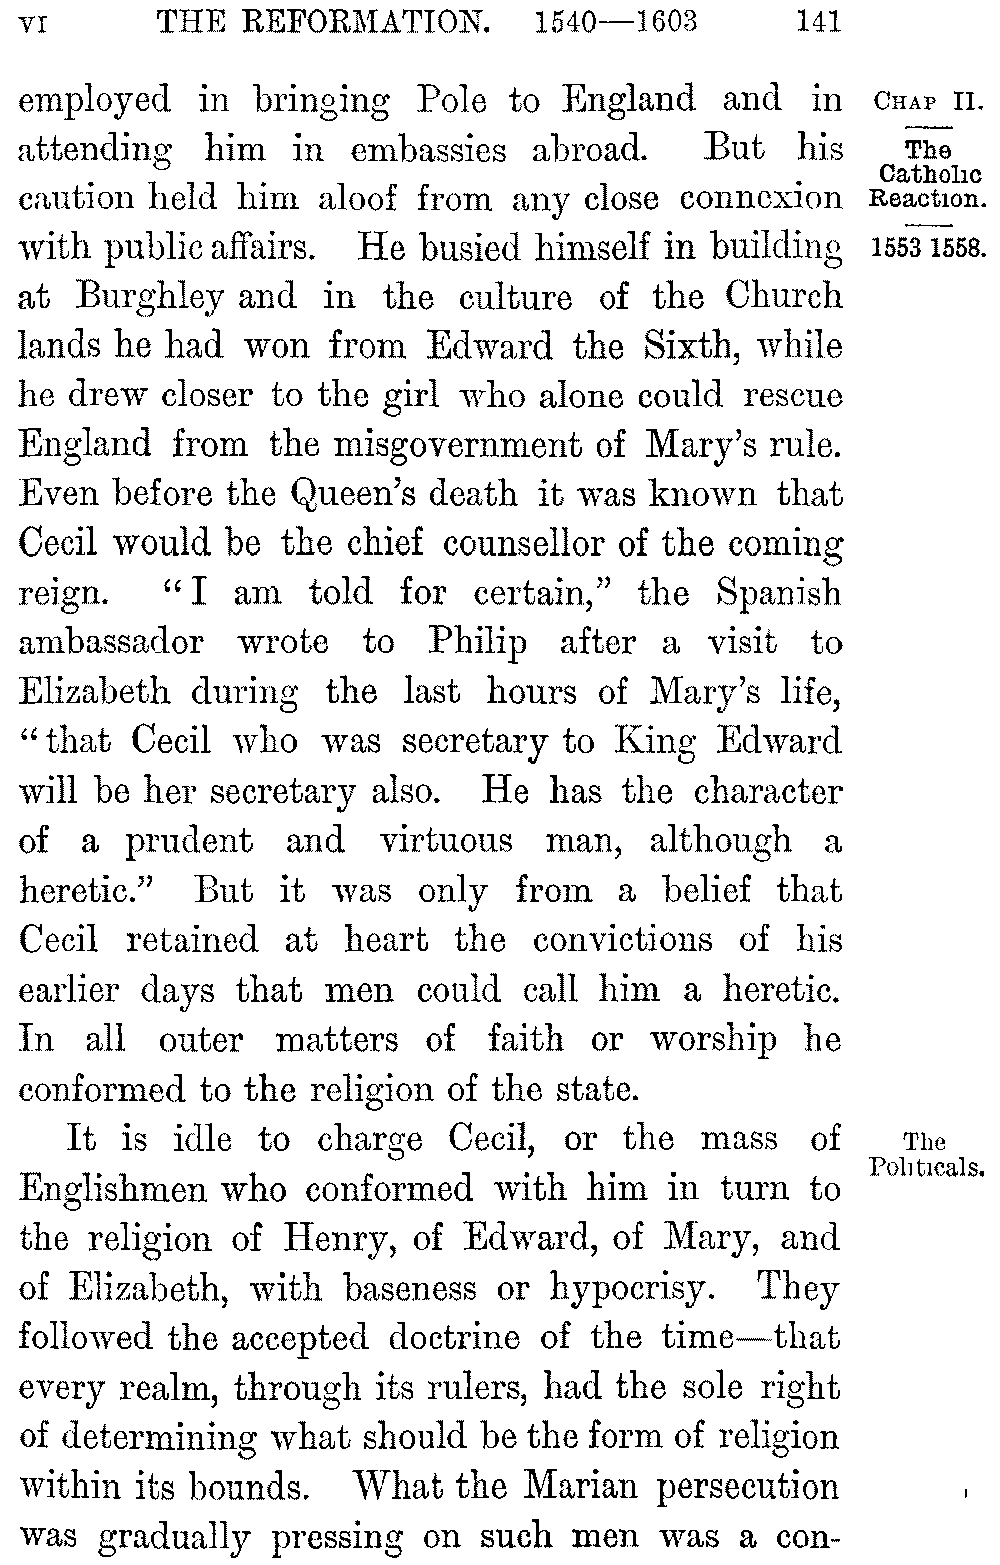 VI THE REFORMATION. 1540—1603 141
employed in bringing Pole to England and in
attending him in embassies abroad. But his
caution held him aloof from any close connexion
with public affairs. He busied himself in building
at Burghley and in the culture of the Church
lands he had won from Edward the Sixth, while
he drew closer to the girl who alone could rescue
England from the misgovernment of Mary's rule.
Even before the Queen's death it was known that
Cecil would be the chief counsellor of the coming
reign. "I am told for certain," the Spanish
ambassador wrote to Philip after a visit to
Elizabeth during the last hours of Mary's life,
"that Cecil who was secretary to King Edward
will be her secretary also. He has the character
of a prudent and virtuous man, although a
heretic." But it was only from a belief that
Cecil retained at heart the convictions of his
earlier days that men could call him a heretic.
In all outer matters of faith or worship he
conformed to the religion of the state.
It is idle to charge Cecil, or the mass of
Englishmen who conformed with him in turn to
the religion of Henry, of Edward, of Mary, and
of Elizabeth, with baseness or hypocrisy. They
followed the accepted doctrine of the time—that
every realm, through its rulers, had the sole right
of determining what should be the form of religion
within its bounds. What the Marian persecution
was gradually pressing on such men was a con-
CHAP II.
The
Catholic
Reaction.
1553 1558.
The
Politicals.